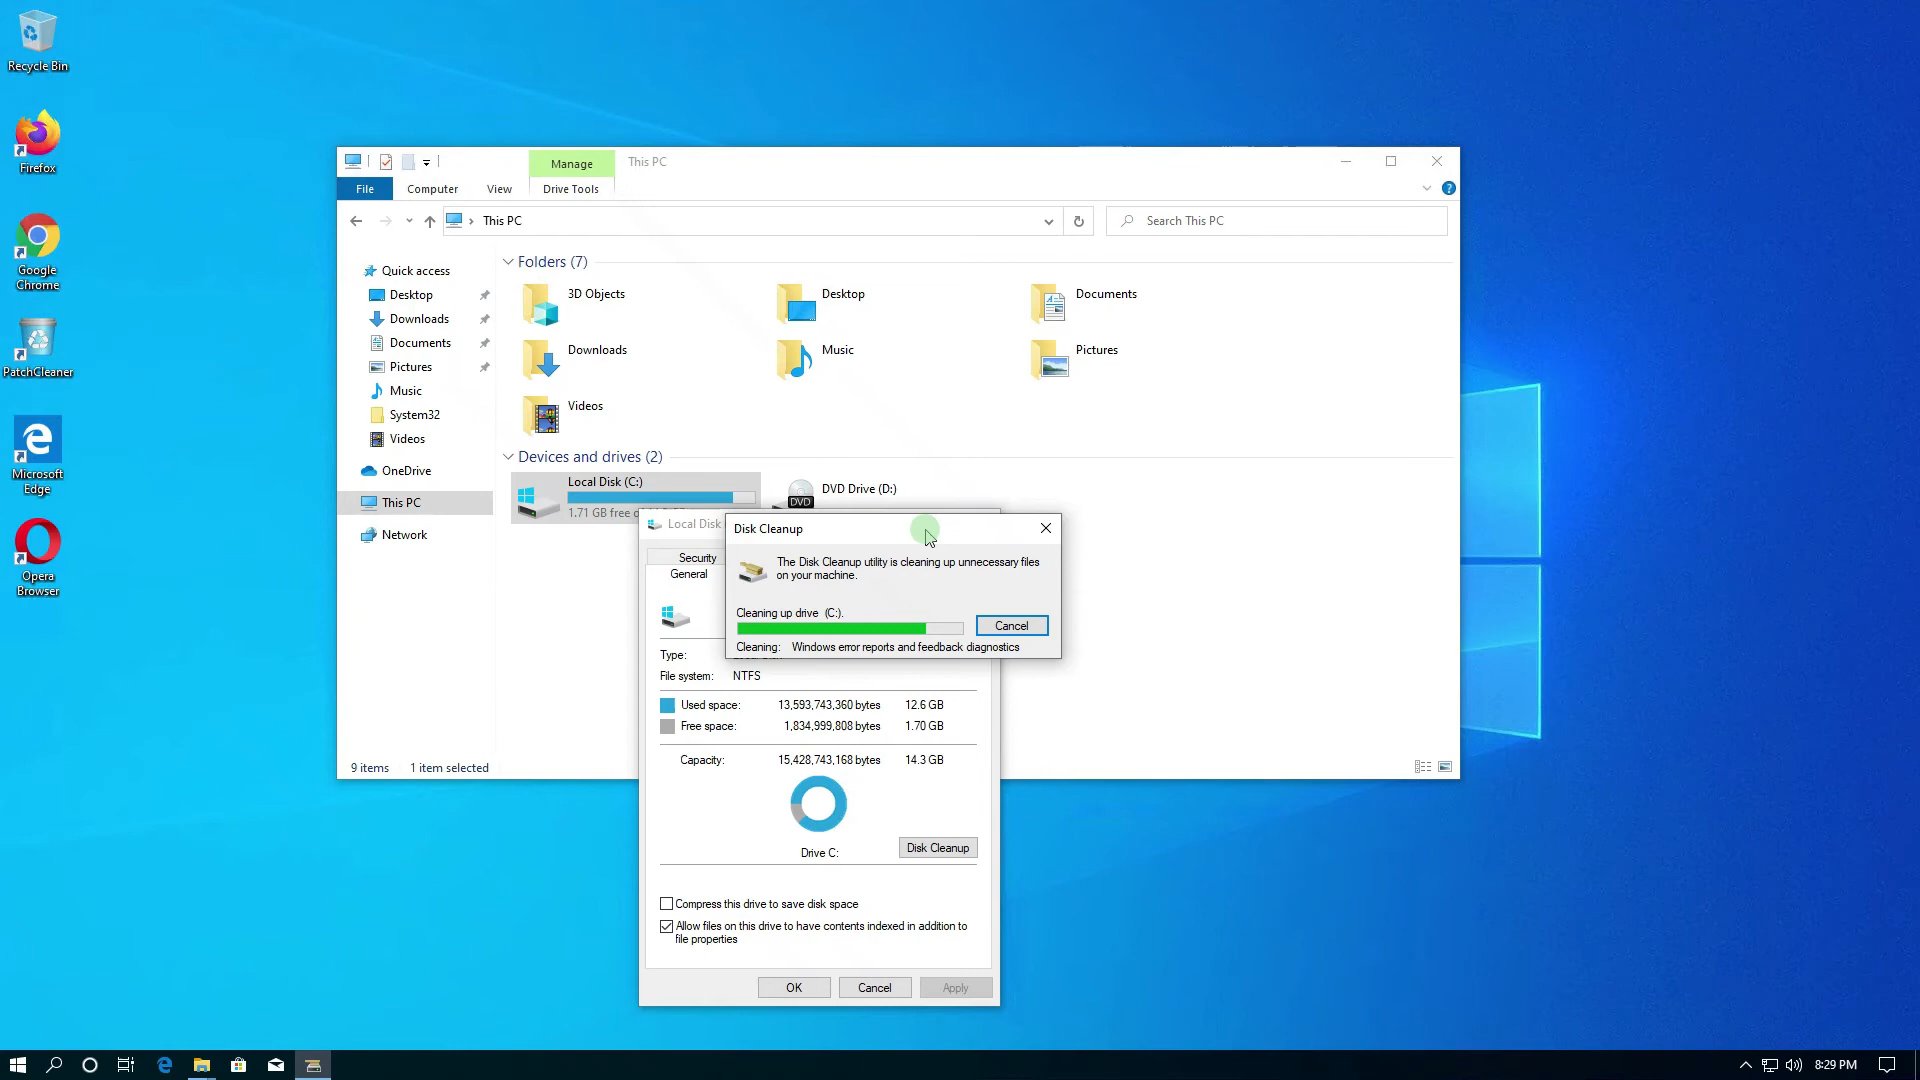 Recycle Bin
Firefox
Google
Chrome
PatchCleaner
Microsoft
Edge
Opera
Browser
Manage
This PC
File
Computer
View
Drive Tools
This PC
Search This PC
Quick access
Desktop
Downloads
Documents
Pictures
Music
System32
Videos
OneDrive
This PC
Network
Folders (7)
3D Objects
Desktop
Documents
Downloads
Music
Pictures
Videos
Devices and drives (2)
Local Disk (C:)
1.71 GB free
DVD Drive (D:)
DVD
9 items
1 item selected
Local Disk
Security
General
Disk Cleanup
The Disk Cleanup utility is cleaning up unnecessary files
on your machine.
Cleaning up drive (C:).
Cancel
Cleaning: Windows error reports and feedback diagnostics
Type:
File system: NTFS
Used space: 13,593,743,360 bytes 12.6 GB
Free space: 1,834,999,808 bytes 1.70 GB
Capacity: 15,428,743,168 bytes 14.3 GB
Drive C:
Disk Cleanup
Compress this drive to save disk space
Allow files on this drive to have contents indexed in addition to
file properties
OK
Cancel
Apply
8:29 PM